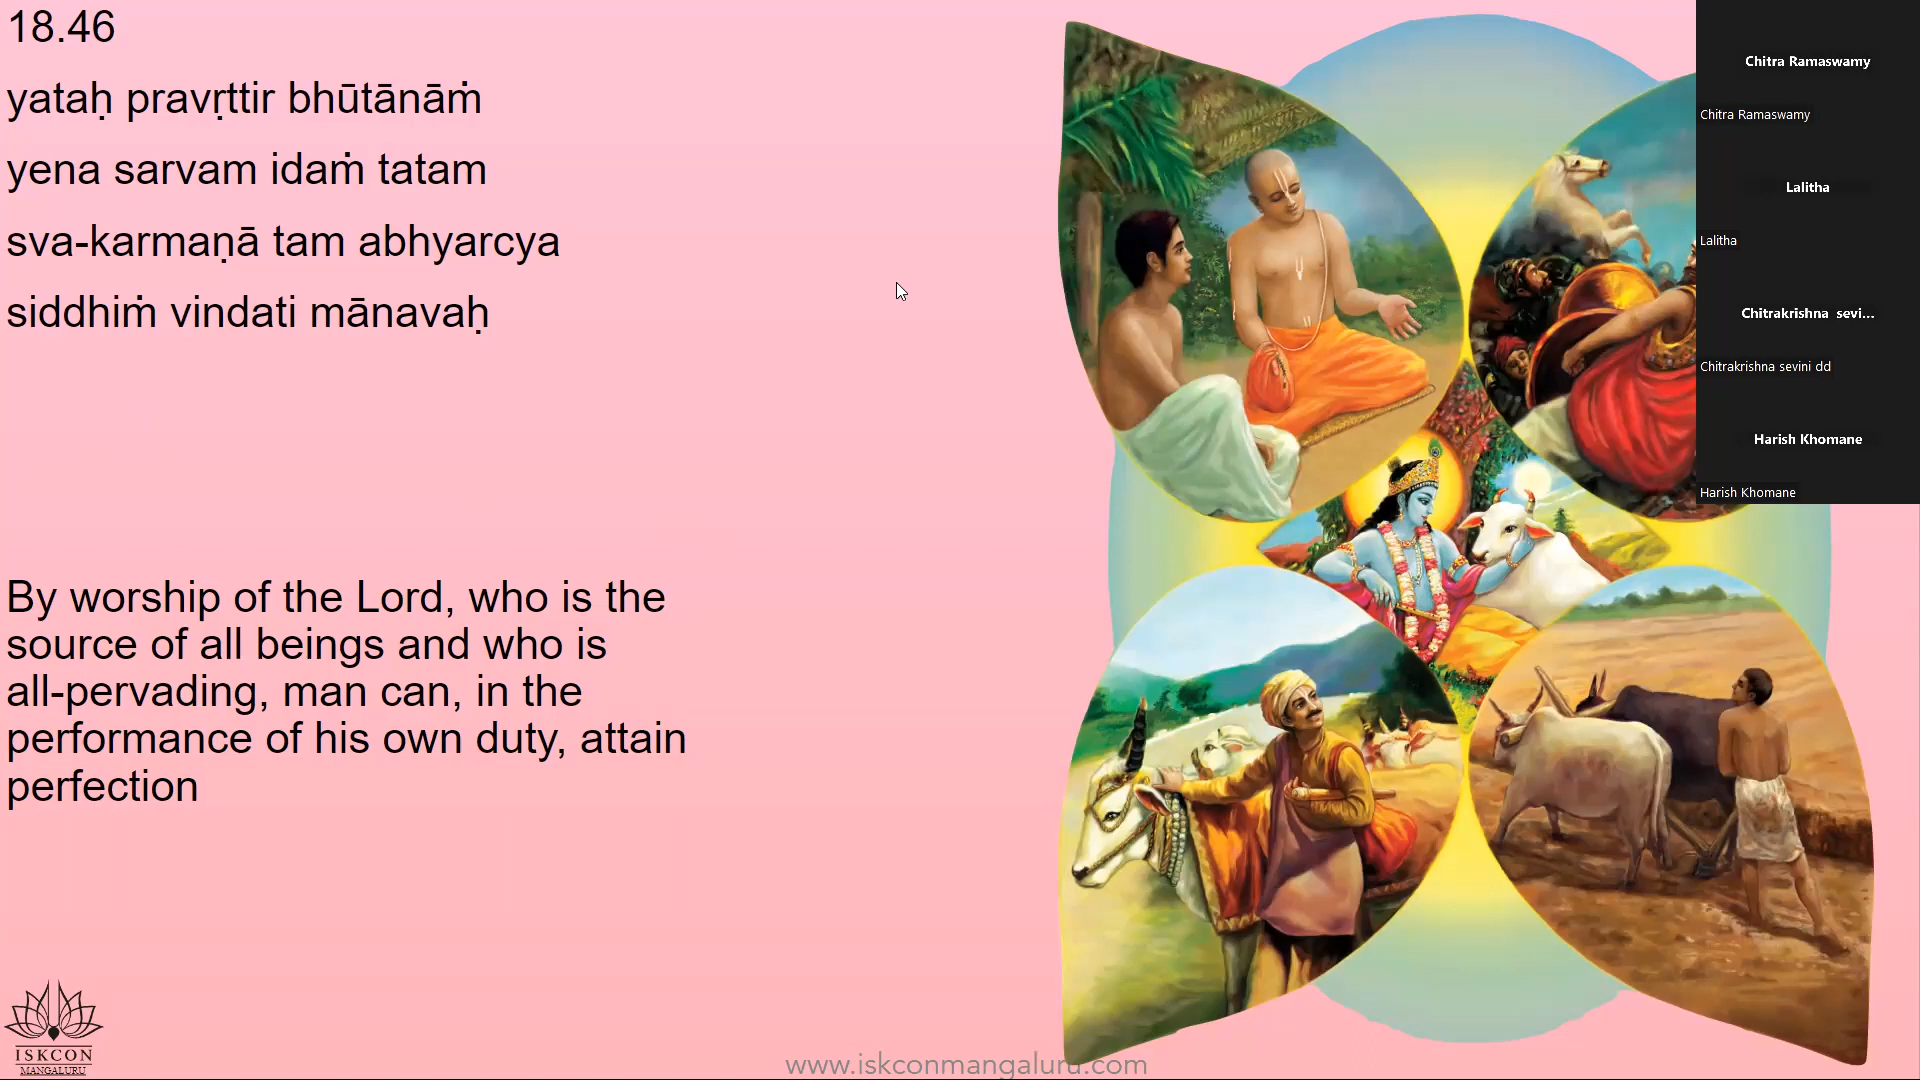 18.46
yataḥ pravṛttir bhūtānāṁ
yena sarvam idaṁ tatam
sva-karmaṇā tam abhyarcya
siddhiṁ vindati mānavaḥ
By worship of the Lord, who is the
source of all beings and who is
all-pervading, man can, in the
performance of his own duty, attain
perfection
ISKCON
MANGALURU
www.iskconmangaluru.com
Chitra Ramaswamy
Chitra Ramaswamy
Lalitha
Lalitha
Chitrakrishna sevi...
Chitrakrishna sevini dd
Harish Khomane
Harish Khomane